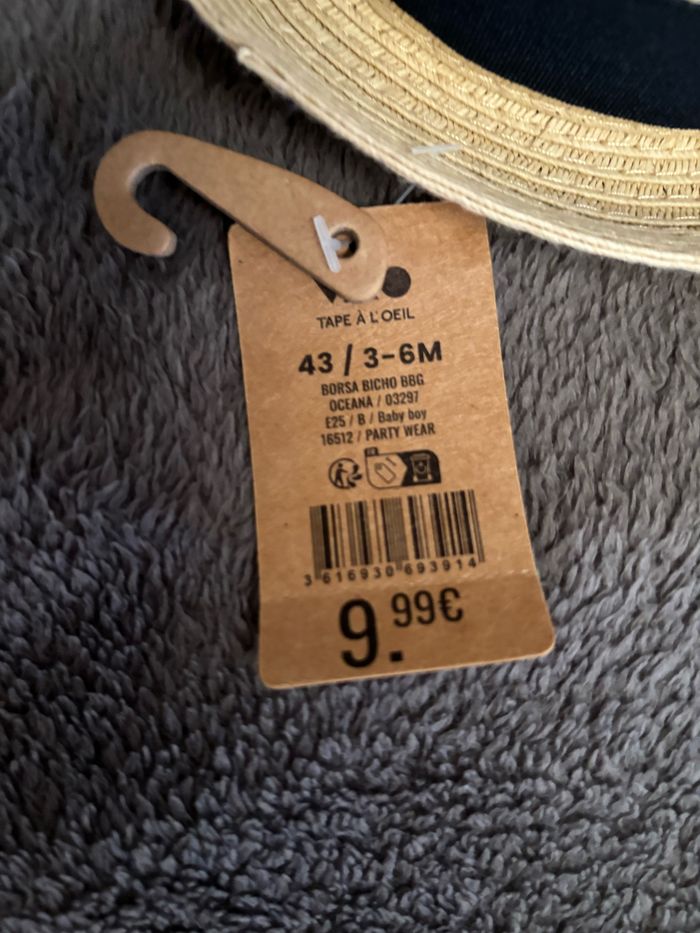 TAPE À L'OEIL
43 / 3-6M
BORSA BICHO BBG
OCEANA / 03297
E25 / B / Baby boy
16512 / PARTY WEAR
FR
3 616930 693914
9.99€